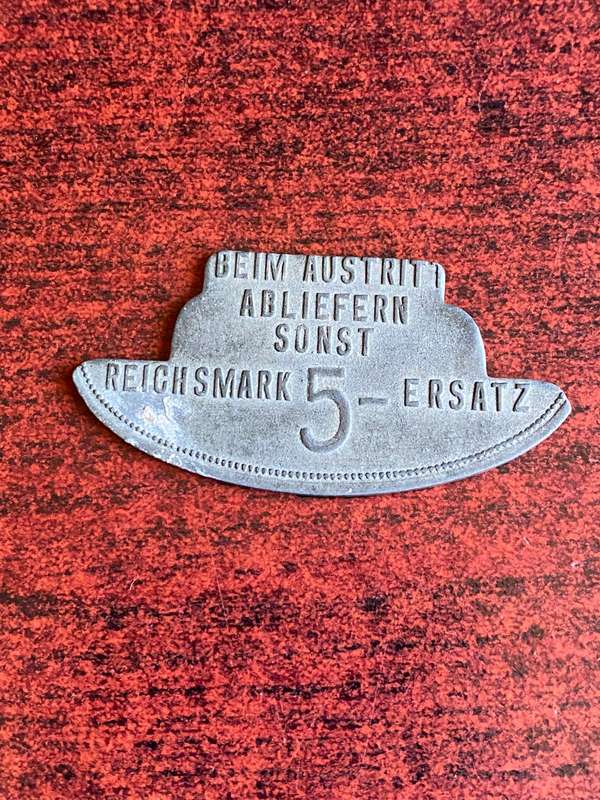 BEIM AUSTRITT
ABLIEFERN
SONST
REICHSMARK 5- ERSATZ